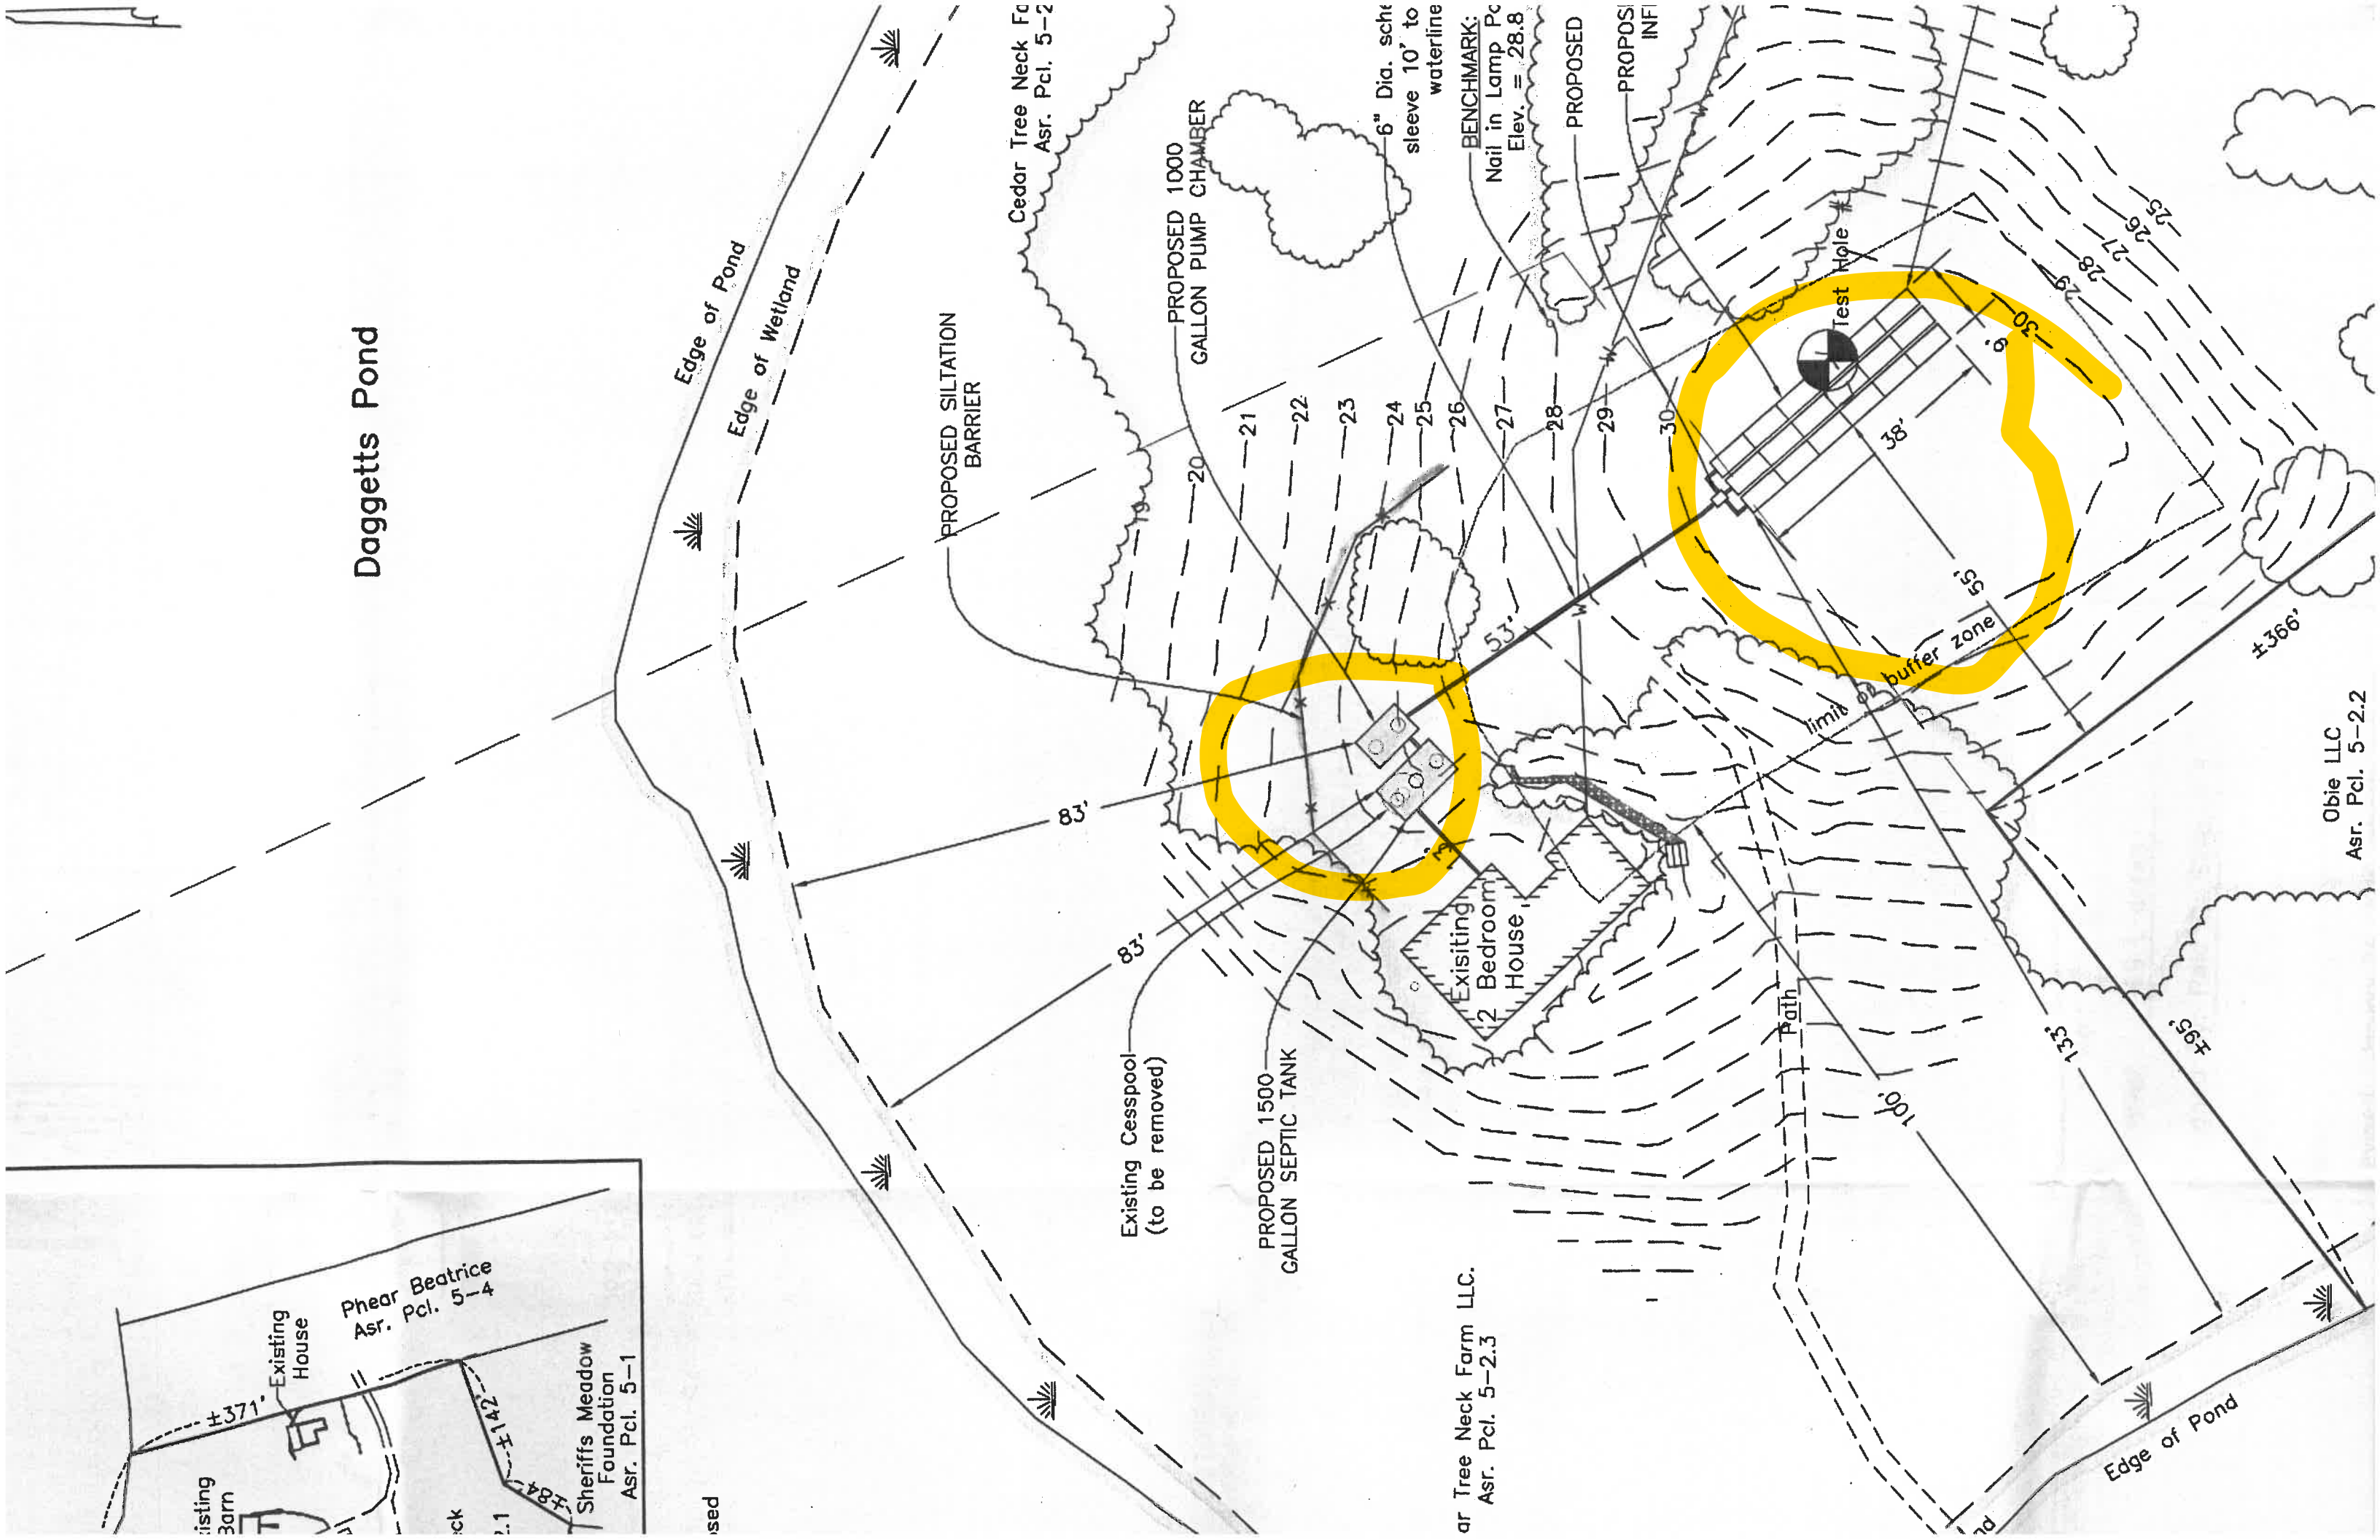 Daggetts Pond
Edge of Pond
Edge of Wetland
Cedar Tree Neck
Asr. Pcl. 5-2
PROPOSED SILTATION
BARRIER
PROPOSED 1000
GALLON PUMP CHAMBER
6" Dia.
sleeve 10' to
waterline
BENCHMARK:
Nail in Lamp
Elev. = 28.8
PROPOSED
Test Hole
19
20
21
22
23
24
25
26
27
28
29
30
25
26
27
28
29
30
9'
38'
55'
53'
limit of buffer zone
±366'
83'
83'
Exisiting
2 Bedroom
House
Path
Existing Cesspool
(to be removed)
PROPOSED 1500
GALLON SEPTIC TANK
100'
133'
±95'
Obie LLC
Asr. Pcl. 5-2.2
Tree Neck Farm LLC.
Asr. Pcl. 5-2.3
Edge of Pond
Phear Beatrice
Asr. Pcl. 5-4
Existing
House
±371'
±142'
±84'
Sheriffs Meadow
Foundation
Asr. Pcl. 5-1
Barn